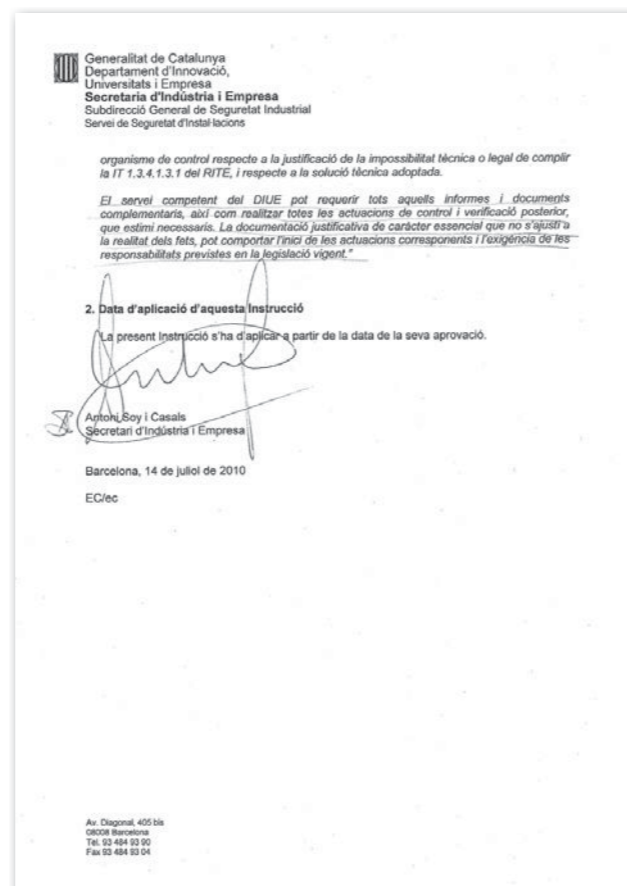 Generalitat de Catalunya
Departament d'Innovació,
Universitats i Empresa
Secretaria d'Indústria i Empresa
Subdirecció General de Seguretat Industrial
Servei de Seguretat d'Instal·lacions
organisme de control respecte a la justificació de la impossibilitat tècnica o legal de complir
la IT 1.3.4.1.3.1 del RITE, i respecte a la solució tècnica adoptada.
El servei competent del DIUE pot requerir tots aquells informes i documents
complementaris, així com realitzar totes les actuacions de control i verificació posterior,
que estimi necessaris. La documentació justificativa de caràcter essencial que no s'ajusti a
la realitat dels fets, pot comportar l'inici de les actuacions corresponents i l'exigència de les
responsabilitats previstes en la legislació vigent."
2. Data d'aplicació d'aquesta Instrucció
La present Instrucció s'ha d'aplicar a partir de la data de la seva aprovació.
Antoni Soy i Casals
Secretari d'Indústria i Empresa
Barcelona, 14 de juliol de 2010
EC/ec
Av. Diagonal, 405 bis
08008 Barcelona
Tel. 93 484 93 90
Fax 93 484 93 04